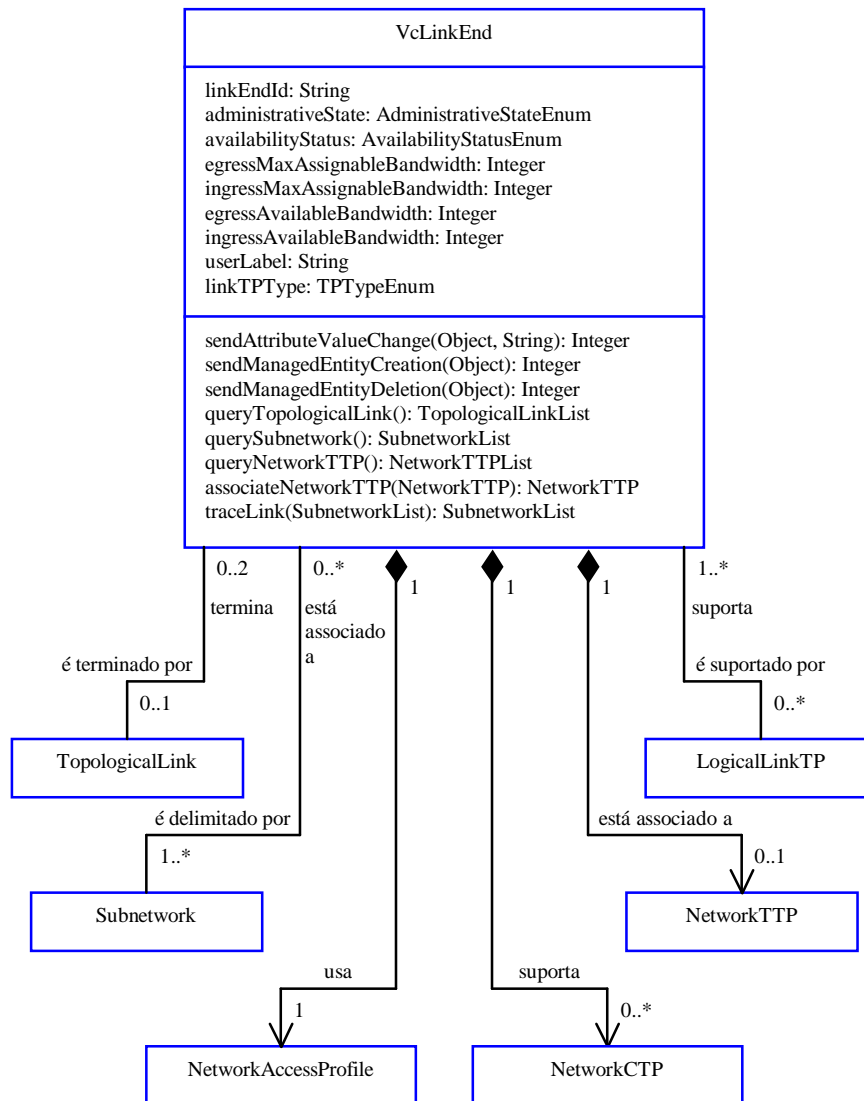 VcLinkEnd
linkEndId: String
administrativeState: AdministrativeStateEnum
availabilityStatus: AvailabilityStatusEnum
egressMaxAssignableBandwidth: Integer
ingressMaxAssignableBandwidth: Integer
egressAvailableBandwidth: Integer
ingressAvailableBandwidth: Integer
userLabel: String
linkTPType: TPTypeEnum
sendAttributeValueChange(Object, String): Integer
sendManagedEntityCreation(Object): Integer
sendManagedEntityDeletion(Object): Integer
queryTopologicalLink(): TopologicalLinkList
querySubnetwork(): SubnetworkList
queryNetworkTTP(): NetworkTTPList
associateNetworkTTP(NetworkTTP): NetworkTTP
traceLink(SubnetworkList): SubnetworkList
0..2
termina
0..*
está
associado
a
1
1
1
1..*
suporta
é terminado por
0..1
é suportado por
0..*
TopologicalLink
LogicalLinkTP
é delimitado por
1..*
está associado a
0..1
Subnetwork
NetworkTTP
usa
1
suporta
0..*
NetworkAccessProfile
NetworkCTP